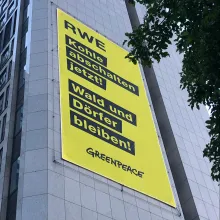 RWE
Kohle
abschalten
jetzt!
Wald und
Dörfer
bleiben!
GREENPEACE